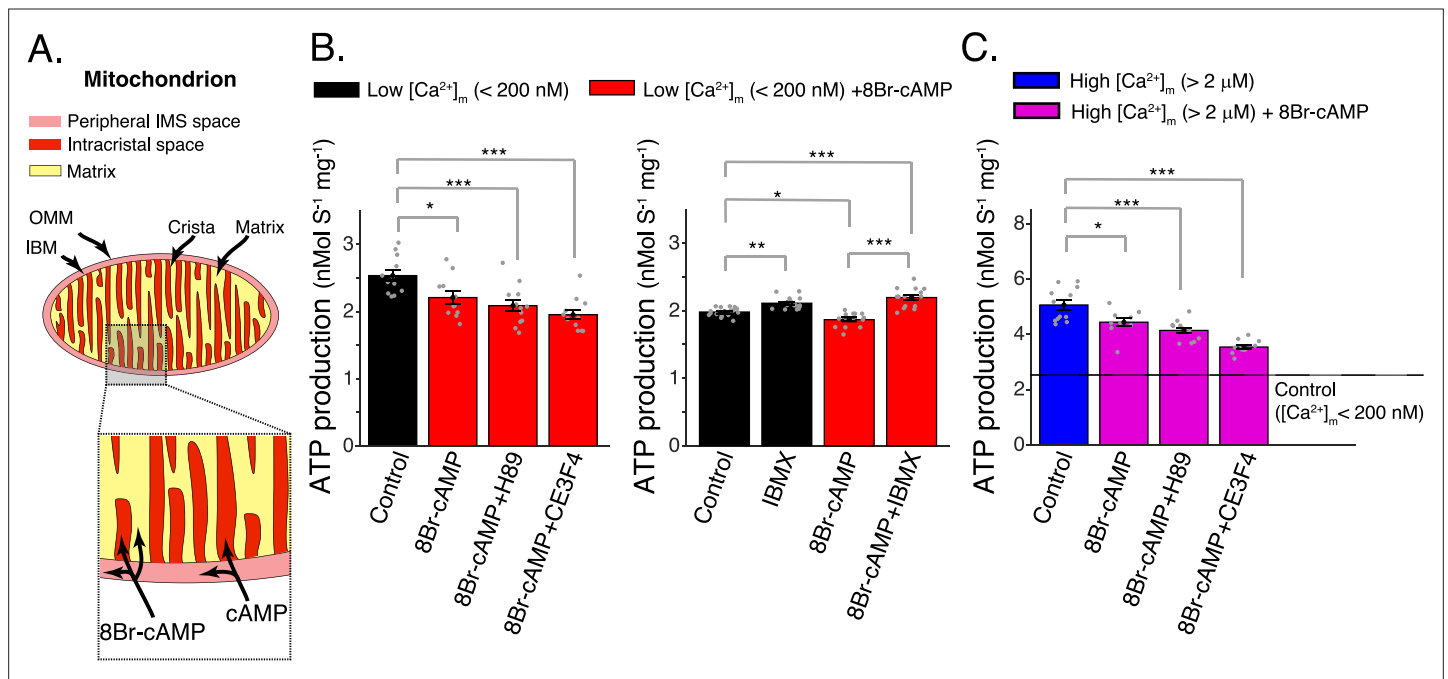 A.
Mitochondrion
Peripheral IMS space
Intracristal space
Matrix
OMM
IBM
Crista
Matrix
8Br-cAMP
cAMP
B.
Low [Ca²⁺]ₘ (< 200 nM)
Low [Ca²⁺]ₘ (< 200 nM) +8Br-cAMP
ATP production (nMol S⁻¹ mg⁻¹)
3
2
1
0
***
***
*
Control
8Br-cAMP
8Br-cAMP+H89
8Br-cAMP+CE3F4
ATP production (nMol S⁻¹ mg⁻¹)
3
2
1
0
***
*
**
***
Control
IBMX
8Br-cAMP
8Br-cAMP+IBMX
C.
High [Ca²⁺]ₘ (> 2 μM)
High [Ca²⁺]ₘ (> 2 μM) + 8Br-cAMP
ATP production (nMol S⁻¹ mg⁻¹)
8
6
4
2
0
***
***
*
Control
([Ca²⁺]ₘ < 200 nM)
Control
8Br-cAMP
8Br-cAMP+H89
8Br-cAMP+CE3F4